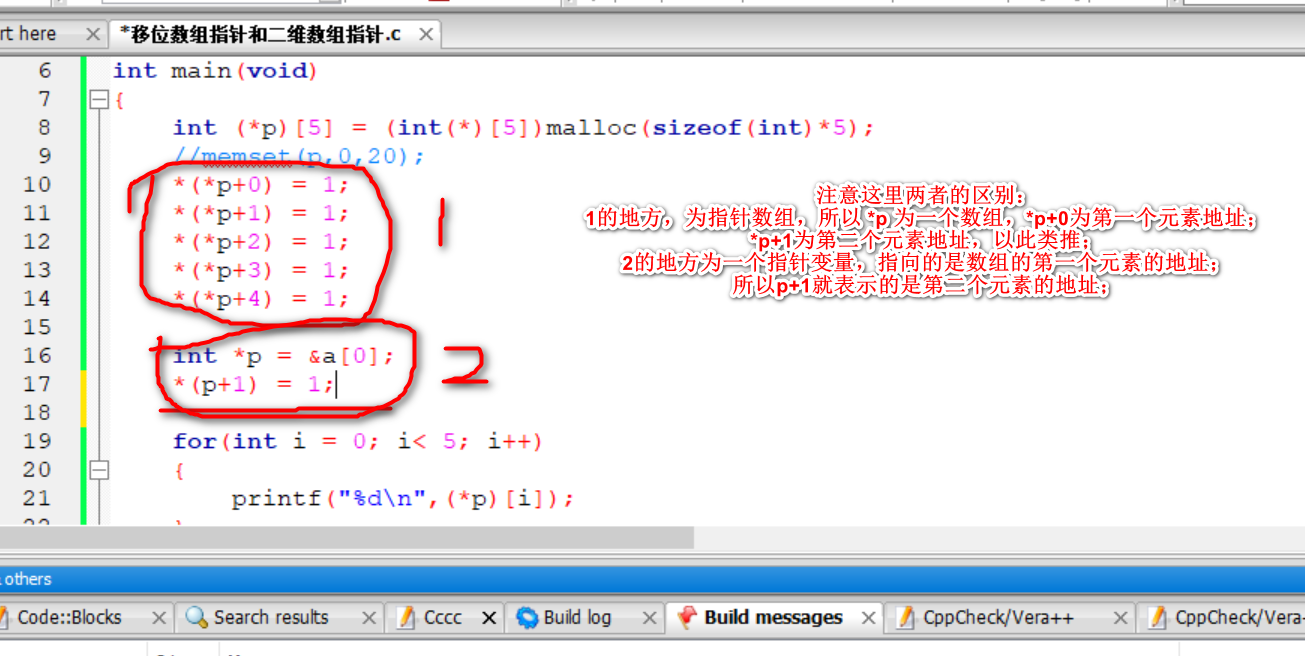 rt here
*移位数组指针和二维数组指针.c
6 int main(void)
7 {
8 int (*p)[5] = (int(*)[5])malloc(sizeof(int)*5);
9 //memset(p,0,20);
10 *(*p+0) = 1;
11 *(*p+1) = 1;
12 *(*p+2) = 1;
13 *(*p+3) = 1;
14 *(*p+4) = 1;
15
16 int *p = &a[0];
17 *(p+1) = 1;
18
19 for(int i = 0; i< 5; i++)
20 {
21 printf("%d\n",(*p)[i]);
1
2
注意这里两者的区别:
1的地方，为指针数组，所以 *p 为一个数组，*p+0为第一个元素地址;
*p+1为第二个元素地址，以此类推;
2的地方为一个指针变量，指向的是数组的第一个元素的地址;
所以p+1就表示的是第二个元素的地址;
others
Code::Blocks
Search results
Cccc
Build log
Build messages
CppCheck/Vera++
CppCheck/Vera